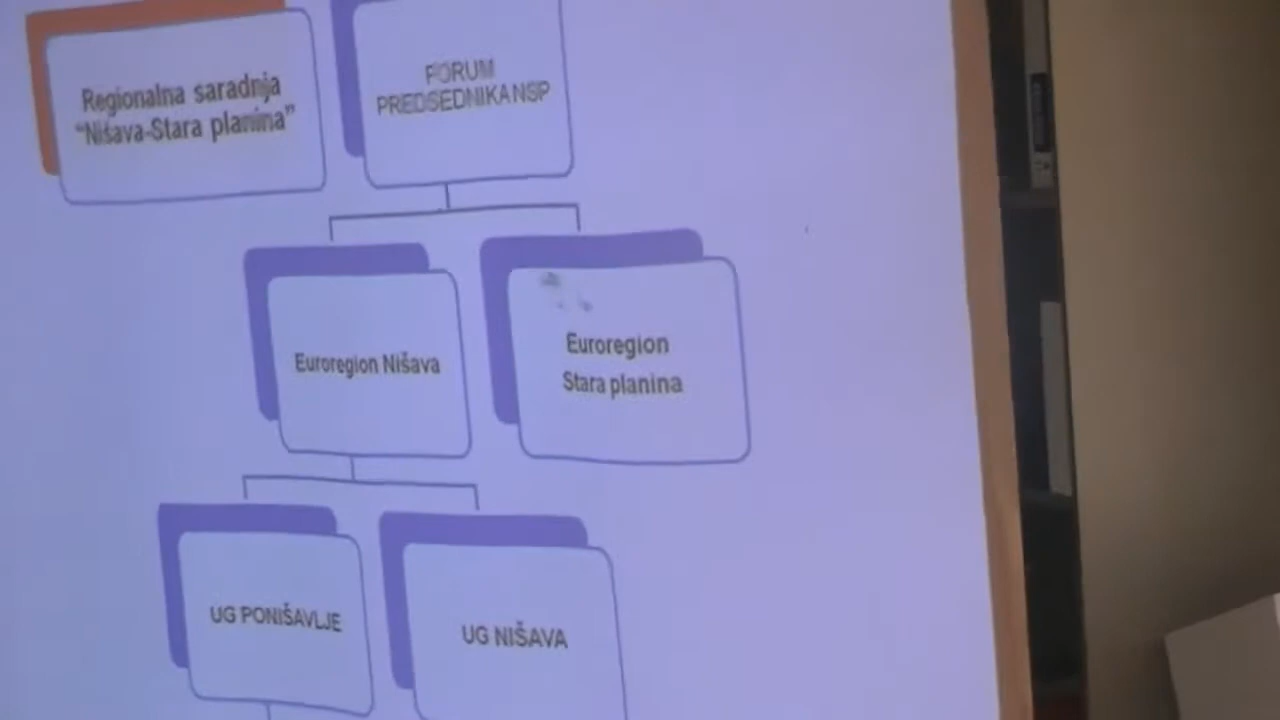 Regionalna saradnja
“Nišava-Stara planina”
FORUM
PREDSEDNIKA NSP
Euroregion Nišava
Euroregion
Stara planina
UG PONIŠAVLJE
UG NIŠAVA